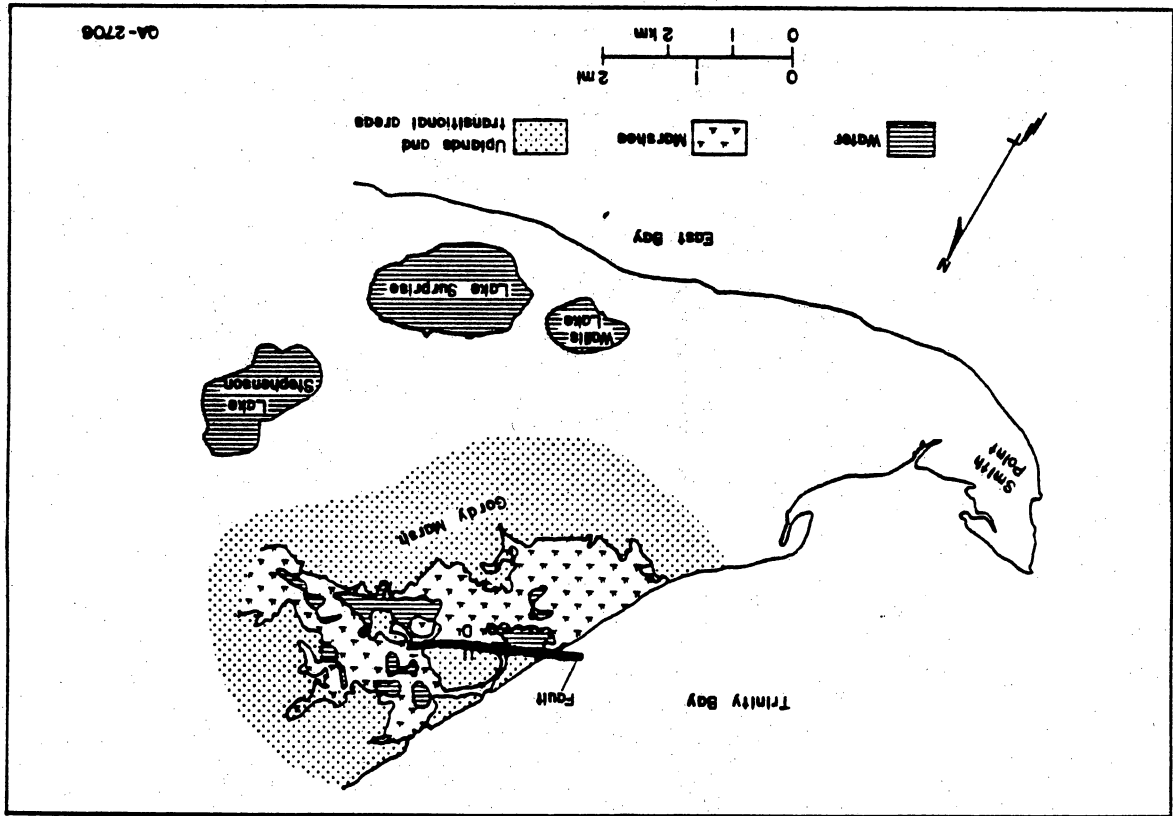 Trinity Bay
Fault
U
D
Gordy Marsh
Smith
Point
Lake
Stephenson
Wallis
Lake
Lake Surprise
East Bay
N
Water
Marshes
Uplands and
transitional areas
0 1 2 mi
0 1 2 km
QA-2706